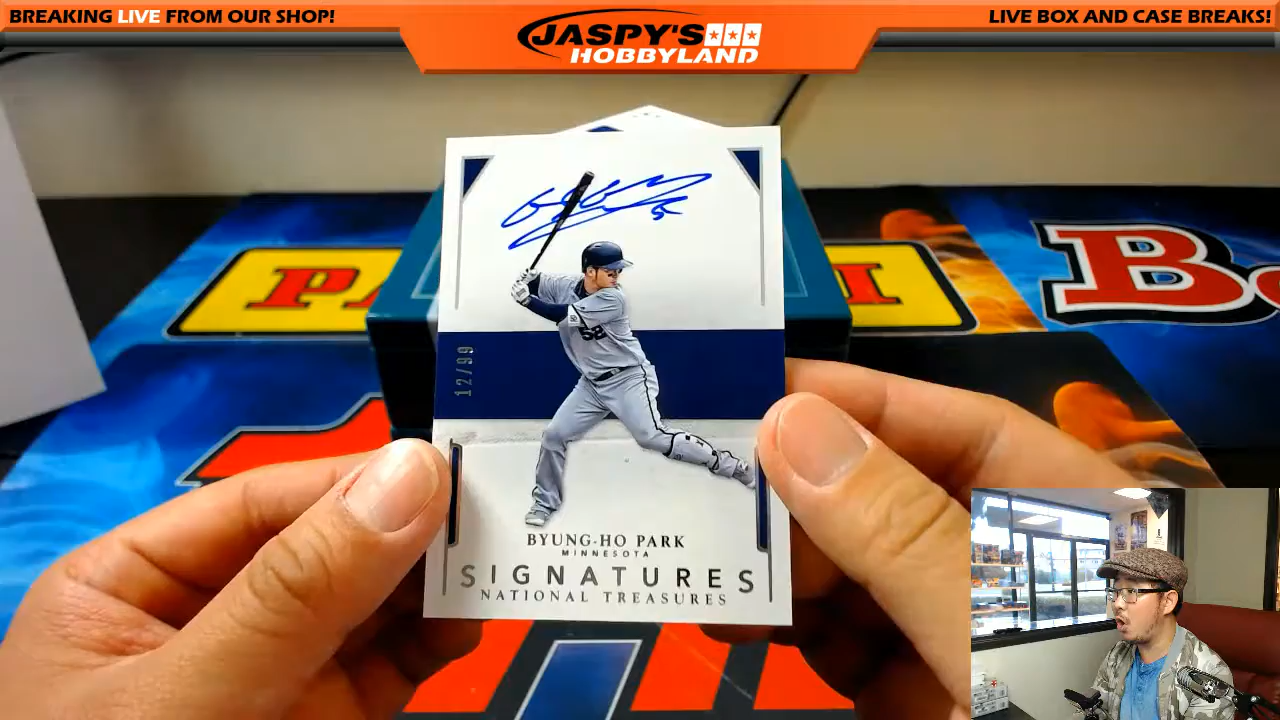 BREAKING LIVE FROM OUR SHOP!
JASPY'S
HOBBYLAND
LIVE BOX AND CASE BREAKS!
52
12/99
BYUNG-HO PARK
MINNESOTA
SIGNATURES
NATIONAL TREASURES